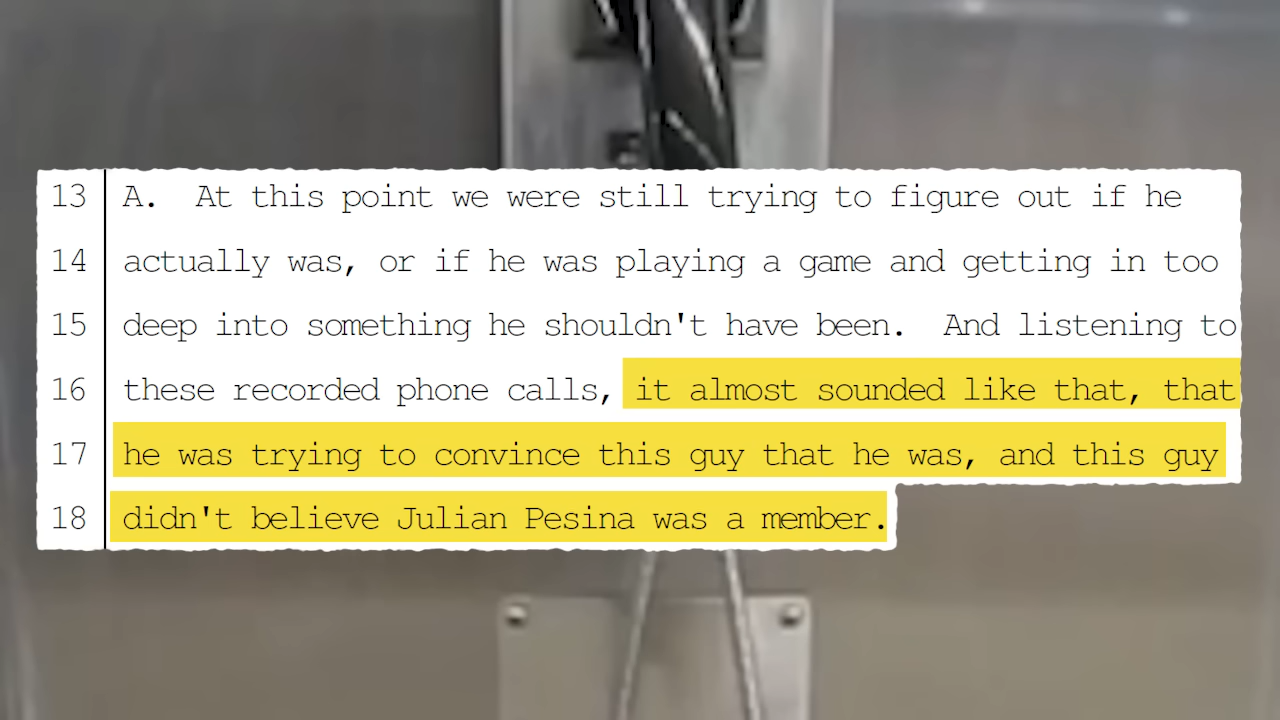 13 A. At this point we were still trying to figure out if he
14 actually was, or if he was playing a game and getting in too
15 deep into something he shouldn't have been. And listening to
16 these recorded phone calls, it almost sounded like that, that
17 he was trying to convince this guy that he was, and this guy
18 didn't believe Julian Pesina was a member.